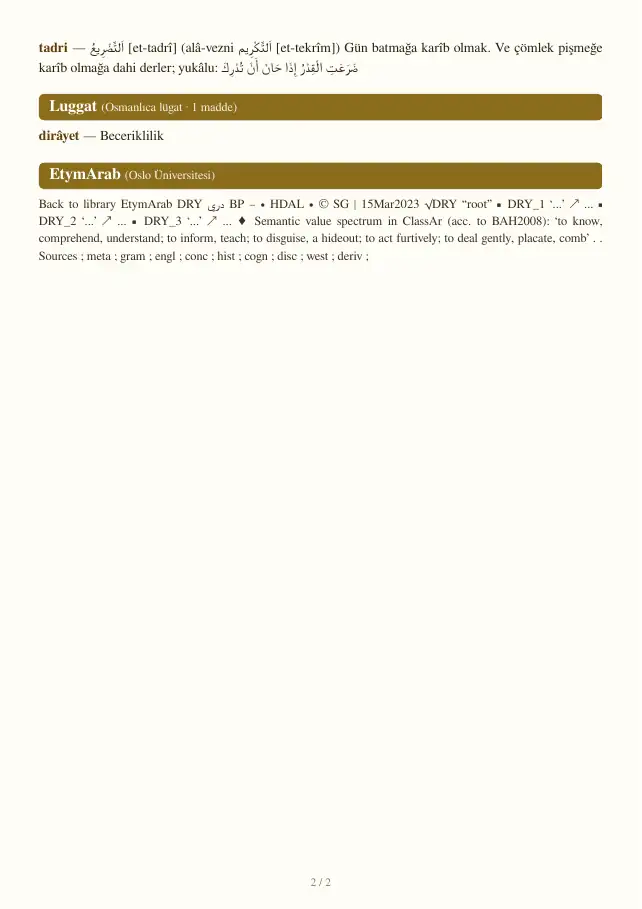 tadri — اَلتَّضْرِيعُ [et-tadrî] (alâ-vezni اَلتَّكْرِيم [et-tekrîm]) Gün batmağa karîb olmak. Ve çömlek pişmeğe
karîb olmağa dahi derler; yukâlu: ضَرَعَتِ الْقِدْرُ إِذَا حَانَ أَنْ تُدْرِكَ
Luggat (Osmanlıca lügat · 1 madde)
dirâyet — Beceriklilik
EtymArab (Oslo Üniversitesi)
Back to library EtymArab DRY دري BP – • HDAL • © SG | 15Mar2023 √DRY “root” ▪ DRY_1 ‘...’ ↗ ... ▪
DRY_2 ‘...’ ↗ ... ▪ DRY_3 ‘...’ ↗ ... ♦ Semantic value spectrum in ClassAr (acc. to BAH2008): ‘to know,
comprehend, understand; to inform, teach; to disguise, a hideout; to act furtively; to deal gently, placate, comb’ . .
Sources ; meta ; gram ; engl ; conc ; hist ; cogn ; disc ; west ; deriv ;
2 / 2